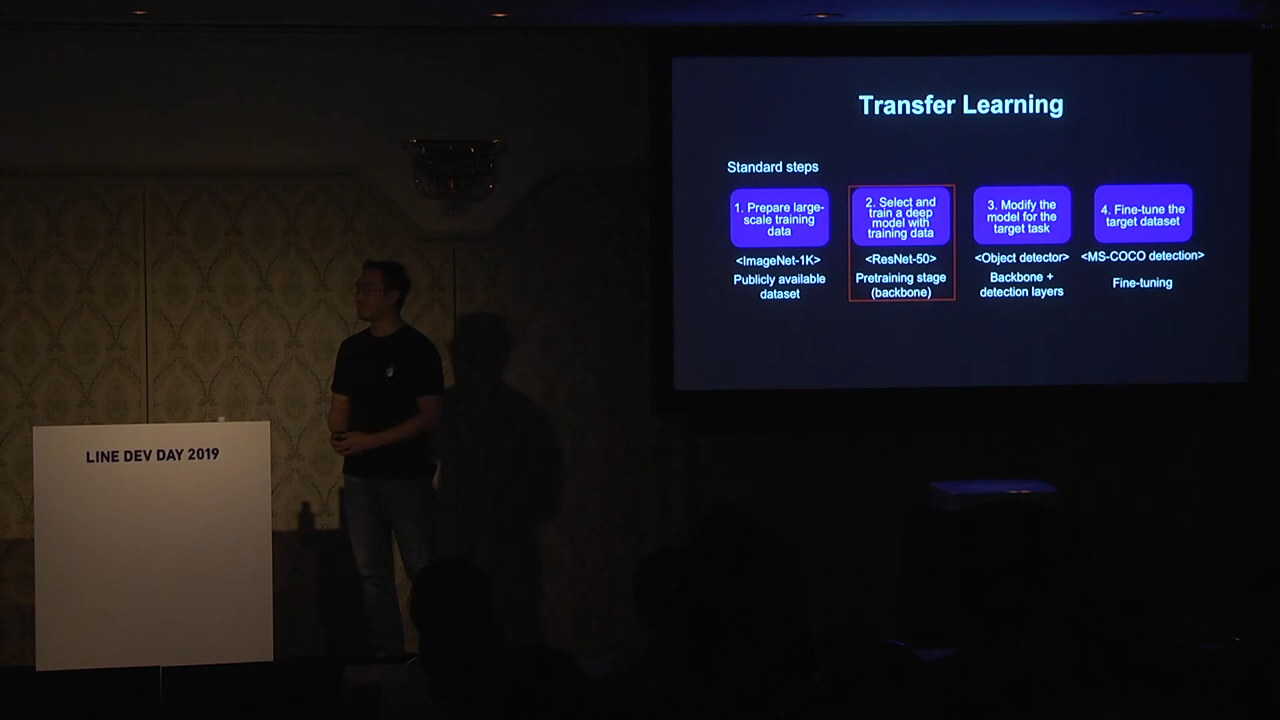 Transfer Learning
Standard steps
1. Prepare large-
scale training
data
<ImageNet-1K>
Publicly available
dataset
2. Select and
train a deep
model with
training data
<ResNet-50>
Pretraining stage
(backbone)
3. Modify the
model for the
target task
<Object detector>
Backbone +
detection layers
4. Fine-tune the
target dataset
<MS-COCO detection>
Fine-tuning
LINE DEV DAY 2019